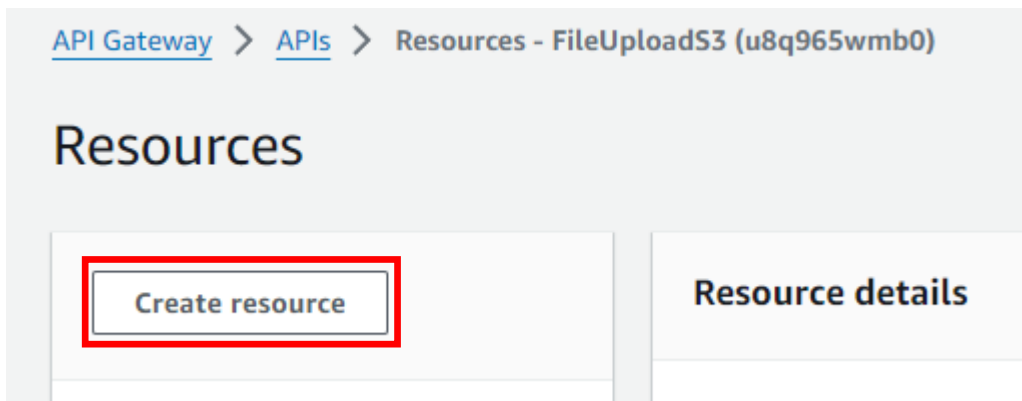 API Gateway > APIs > Resources - FileUploadS3 (u8q965wmb0)
Resources
Create resource
Resource details